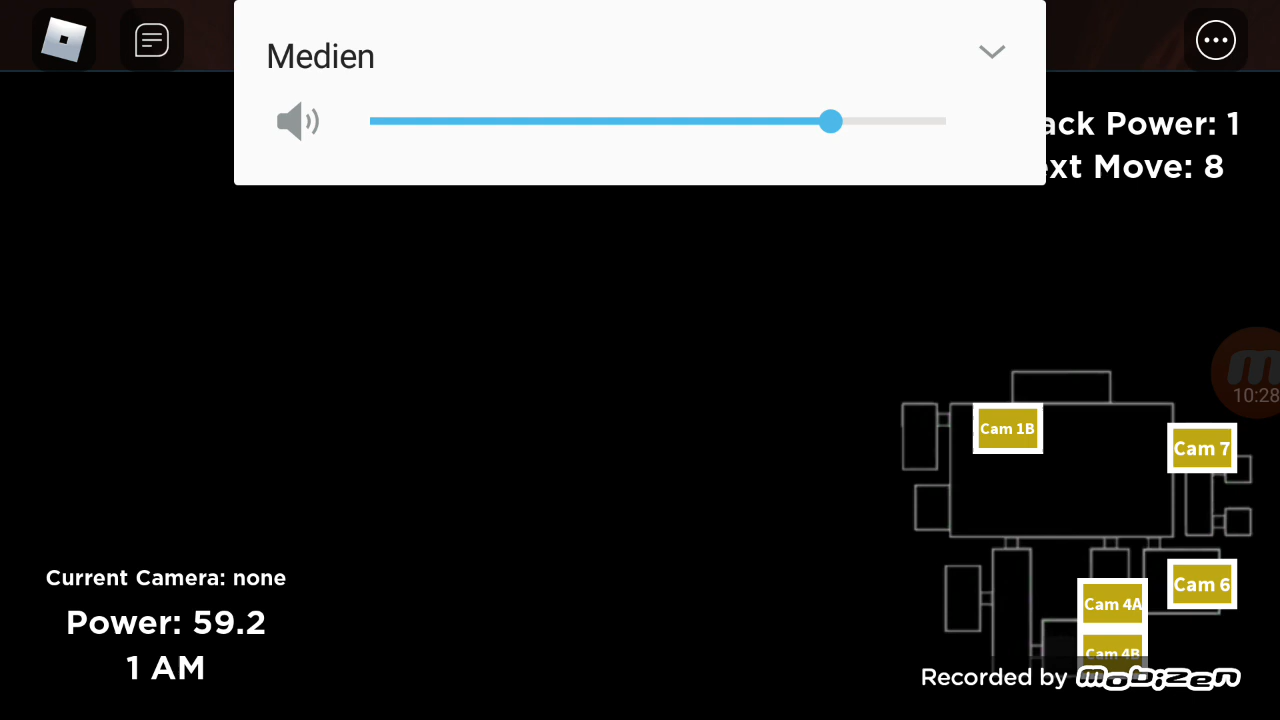 Medien
ack Power: 1
ext Move: 8
10:28
Cam 1B
Cam 7
Cam 6
Cam 4A
Cam 4B
Current Camera: none
Power: 59.2
1 AM
Recorded by mobizen